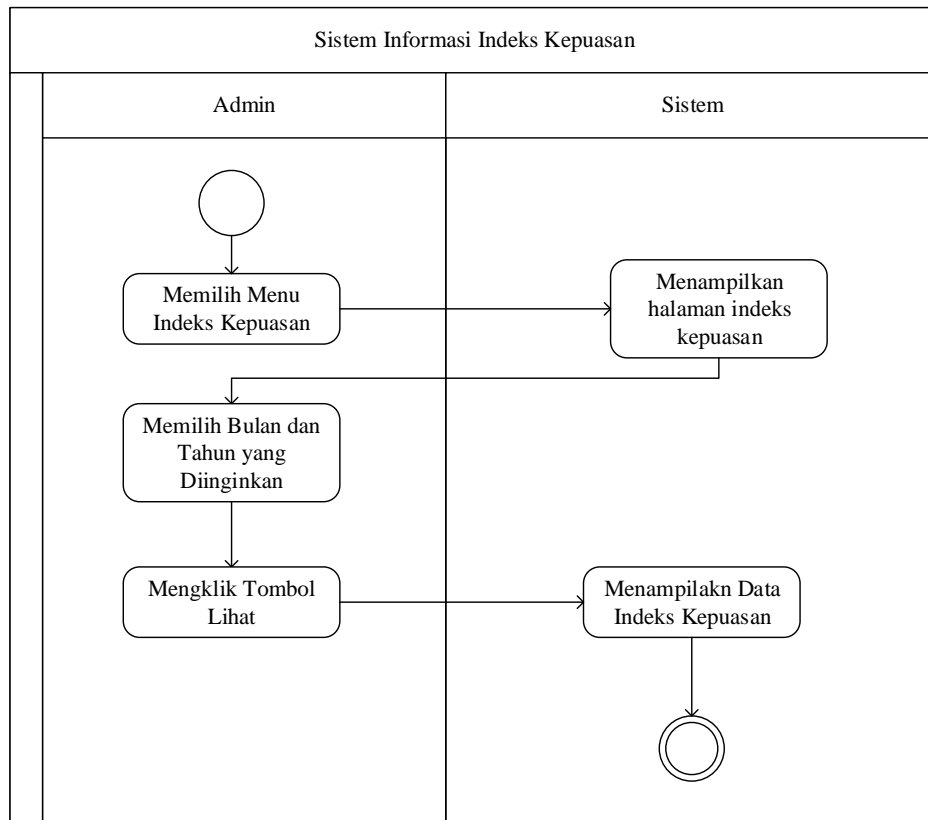 Sistem Informasi Indeks Kepuasan
Admin
Sistem
Memilih Menu
Indeks Kepuasan
Menampilkan
halaman indeks
kepuasan
Memilih Bulan dan
Tahun yang
Diinginkan
Mengklik Tombol
Lihat
Menampilakn Data
Indeks Kepuasan